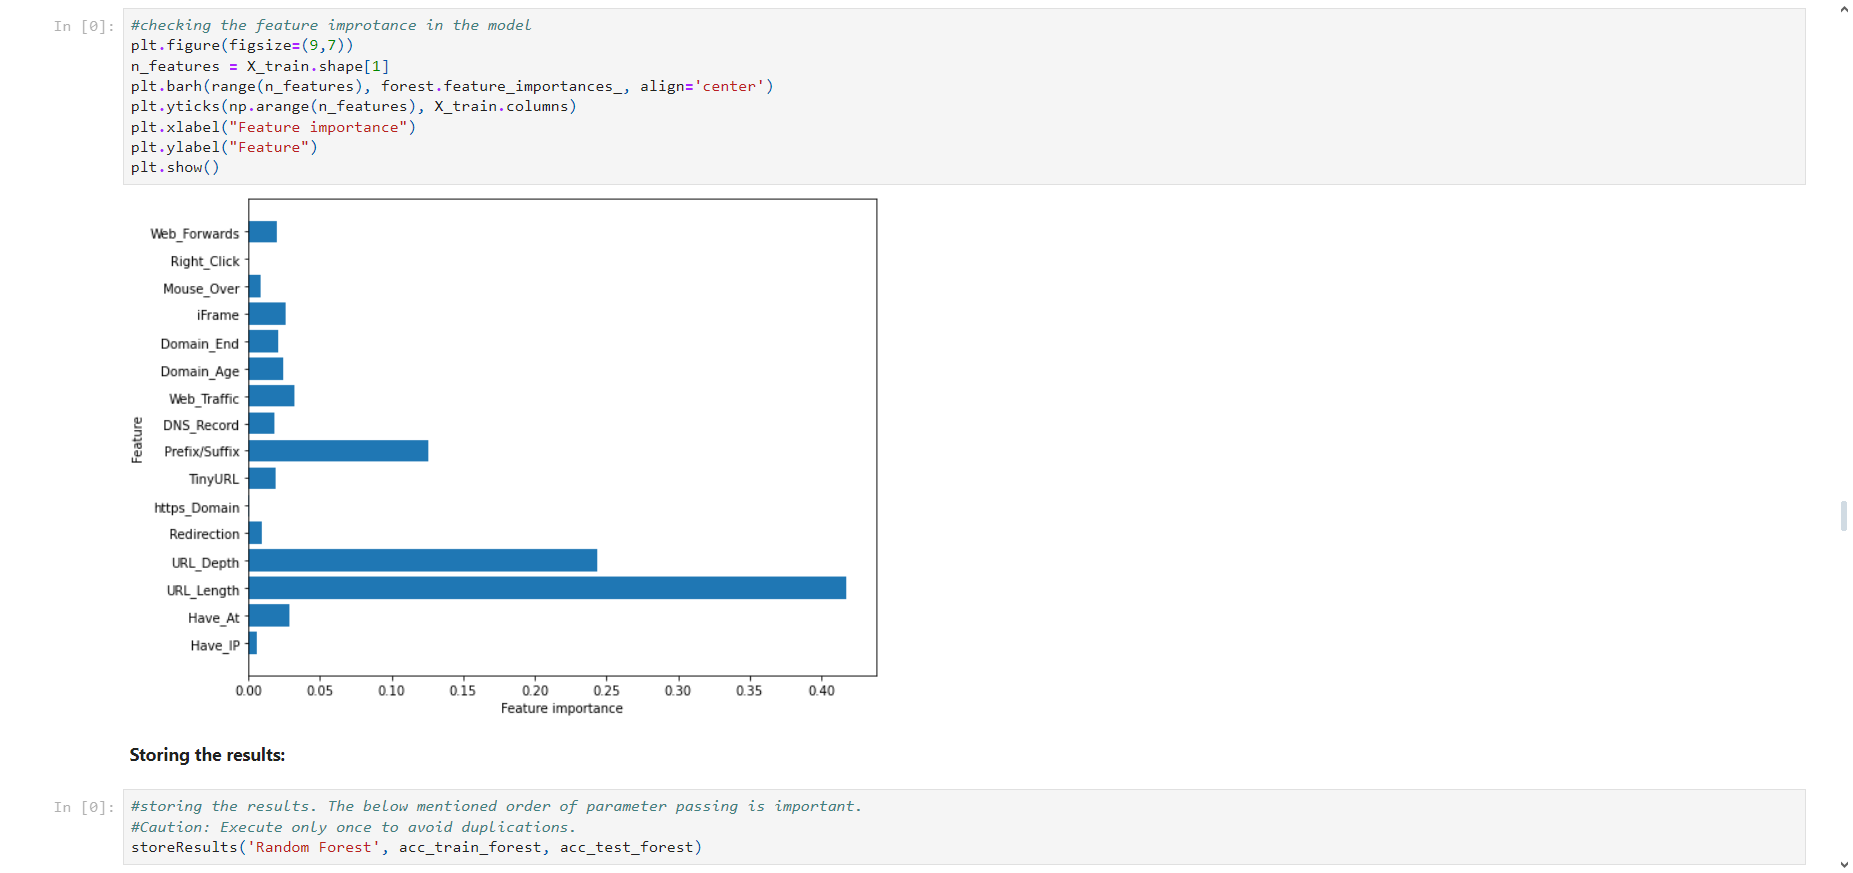 In [0]:
#checking the feature improtance in the model
plt.figure(figsize=(9,7))
n_features = X_train.shape[1]
plt.barh(range(n_features), forest.feature_importances_, align='center')
plt.yticks(np.arange(n_features), X_train.columns)
plt.xlabel("Feature importance")
plt.ylabel("Feature")
plt.show()
Web_Forwards
Right_Click
Mouse_Over
iFrame
Domain_End
Domain_Age
Web_Traffic
DNS_Record
Prefix/Suffix
TinyURL
https_Domain
Redirection
URL_Depth
URL_Length
Have_At
Have_IP
Feature
0.00 0.05 0.10 0.15 0.20 0.25 0.30 0.35 0.40
Feature importance
Storing the results:
In [0]:
#storing the results. The below mentioned order of parameter passing is important.
#Caution: Execute only once to avoid duplications.
storeResults('Random Forest', acc_train_forest, acc_test_forest)